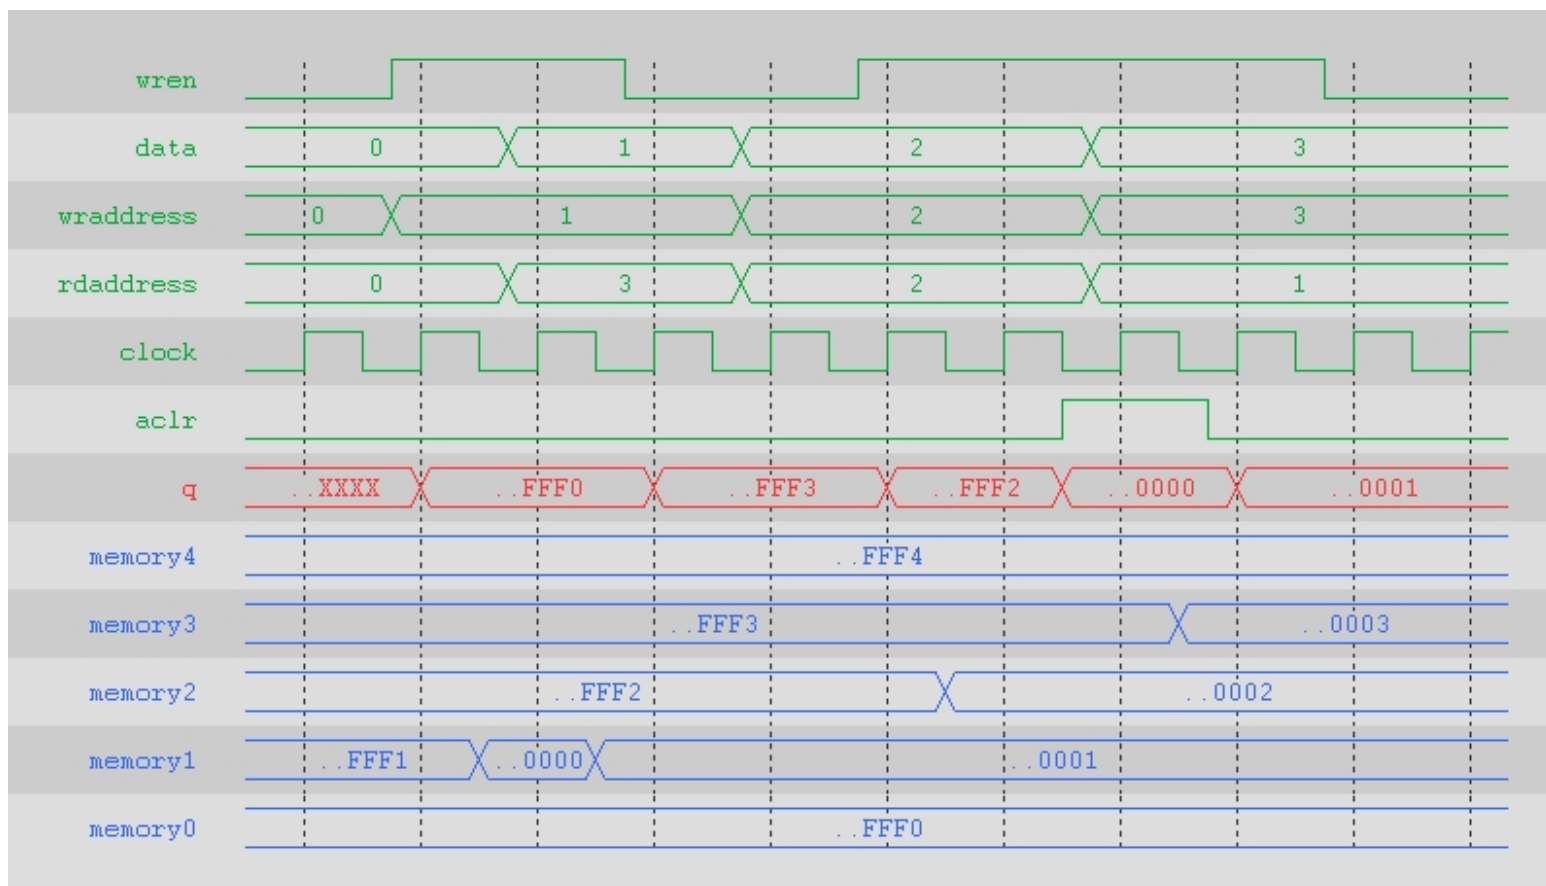 wren
data 0 1 2 3
wraddress 0 1 2 3
rdaddress 0 3 2 1
clock
aclr
q ..XXXX ..FFF0 ..FFF3 ..FFF2 ..0000 ..0001
memory4 ..FFF4
memory3 ..FFF3 ..0003
memory2 ..FFF2 ..0002
memory1 ..FFF1 ..0000 ..0001
memory0 ..FFF0